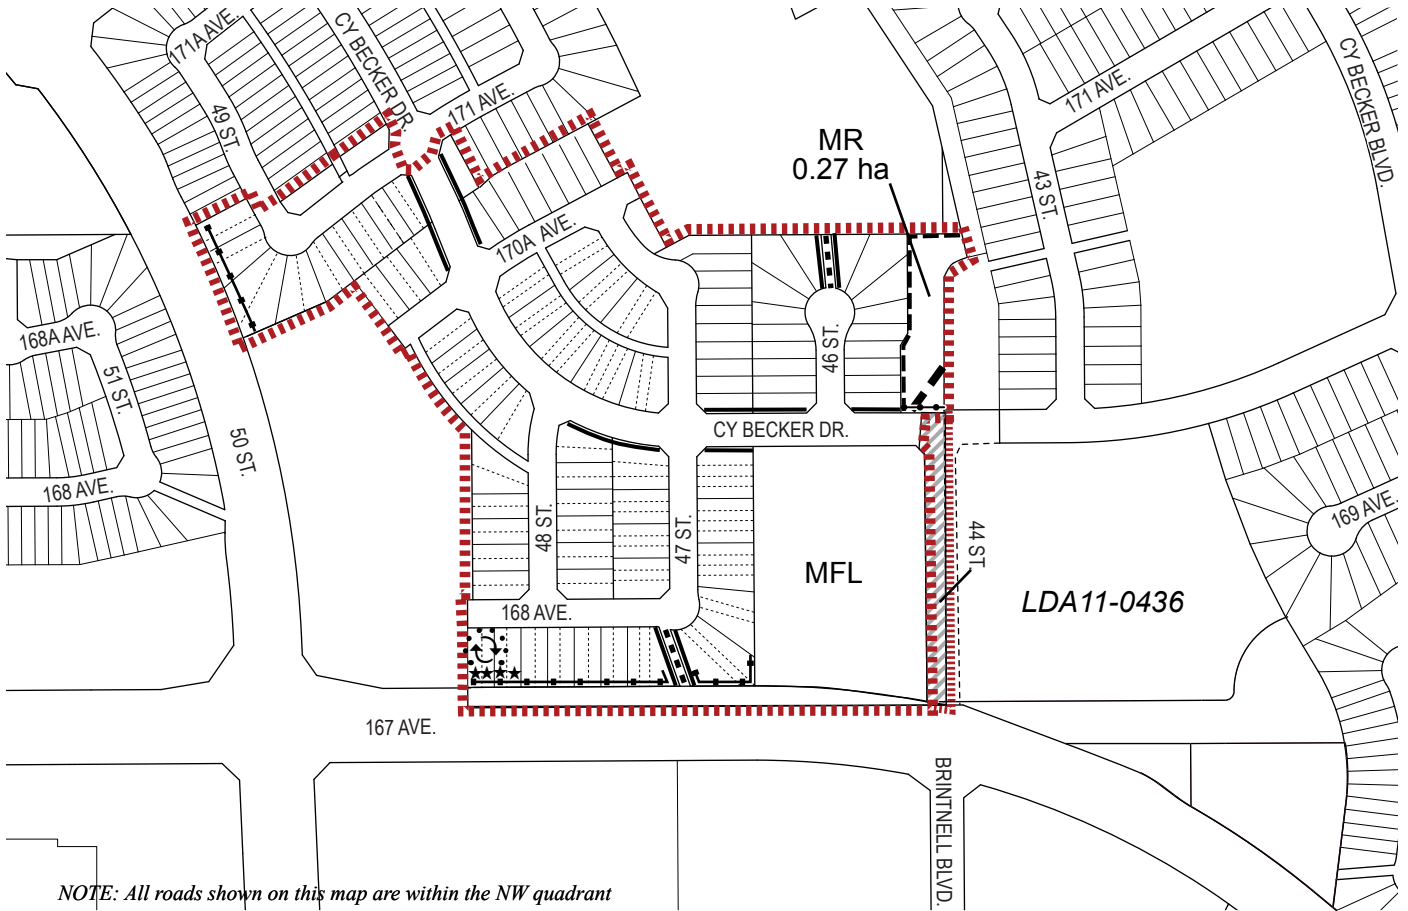 171A AVE.
CY BECKER DR.
171 AVE.
171 AVE.
CY BECKER BLVD.
49 ST.
MR
0.27 ha
43 ST.
170A AVE.
168A AVE.
51 ST.
46 ST.
50 ST.
CY BECKER DR.
168 AVE.
48 ST.
47 ST.
44 ST
169 AVE.
MFL
LDA11-0436
168 AVE.
167 AVE.
BRINTNELL BLVD.
NOTE: All roads shown on this map are within the NW quadrant